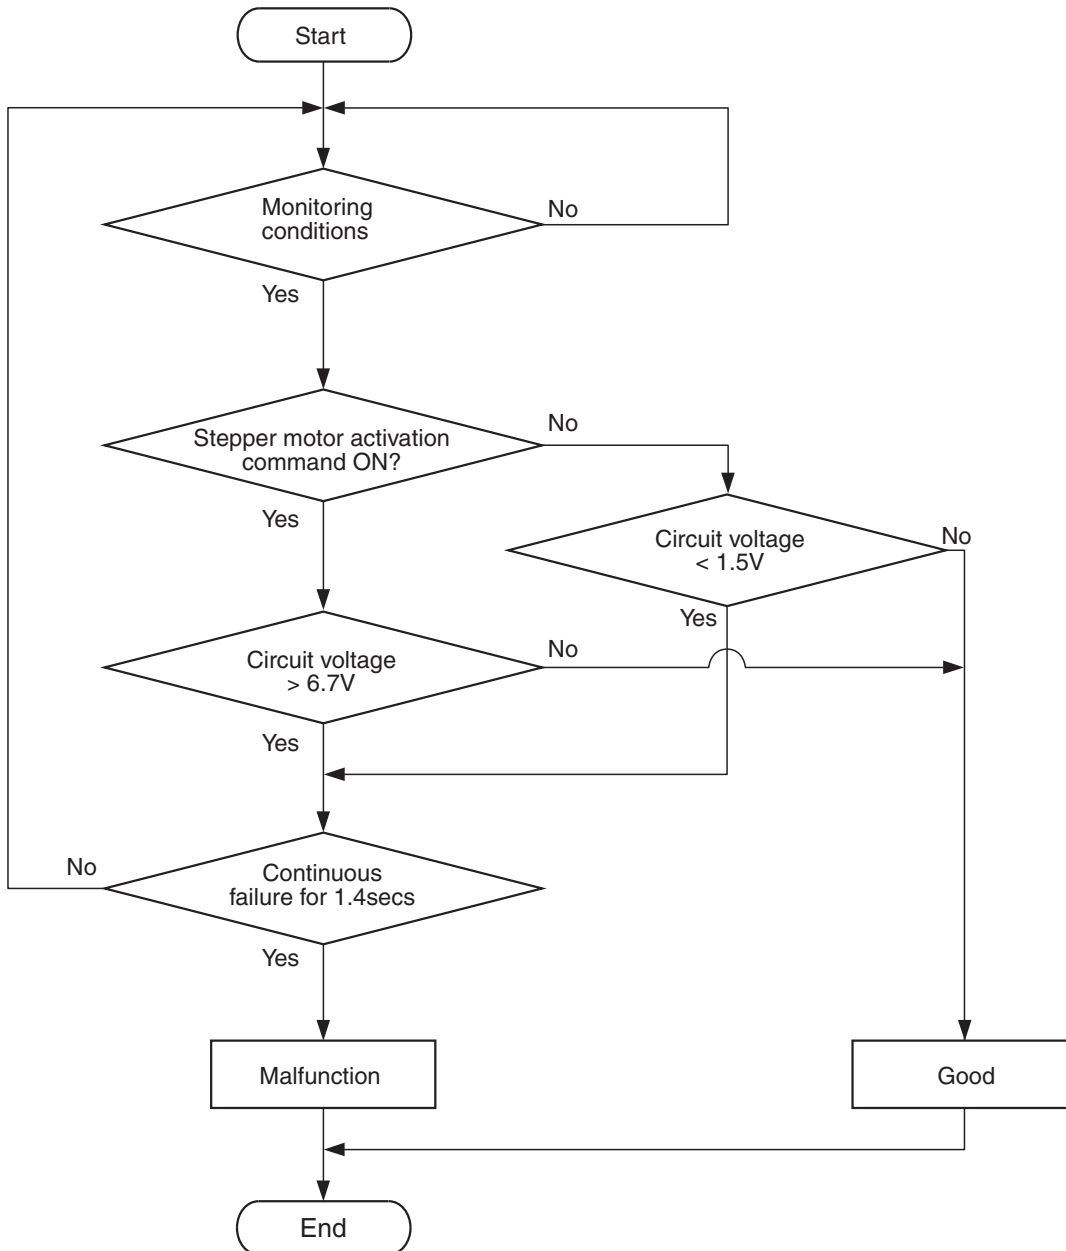 Start
Monitoring
conditions
No
Yes
Stepper motor activation
command ON?
No
Yes
Circuit voltage
< 1.5V
No
Yes
Circuit voltage
> 6.7V
No
Yes
Continuous
failure for 1.4secs
No
Yes
Malfunction
Good
End